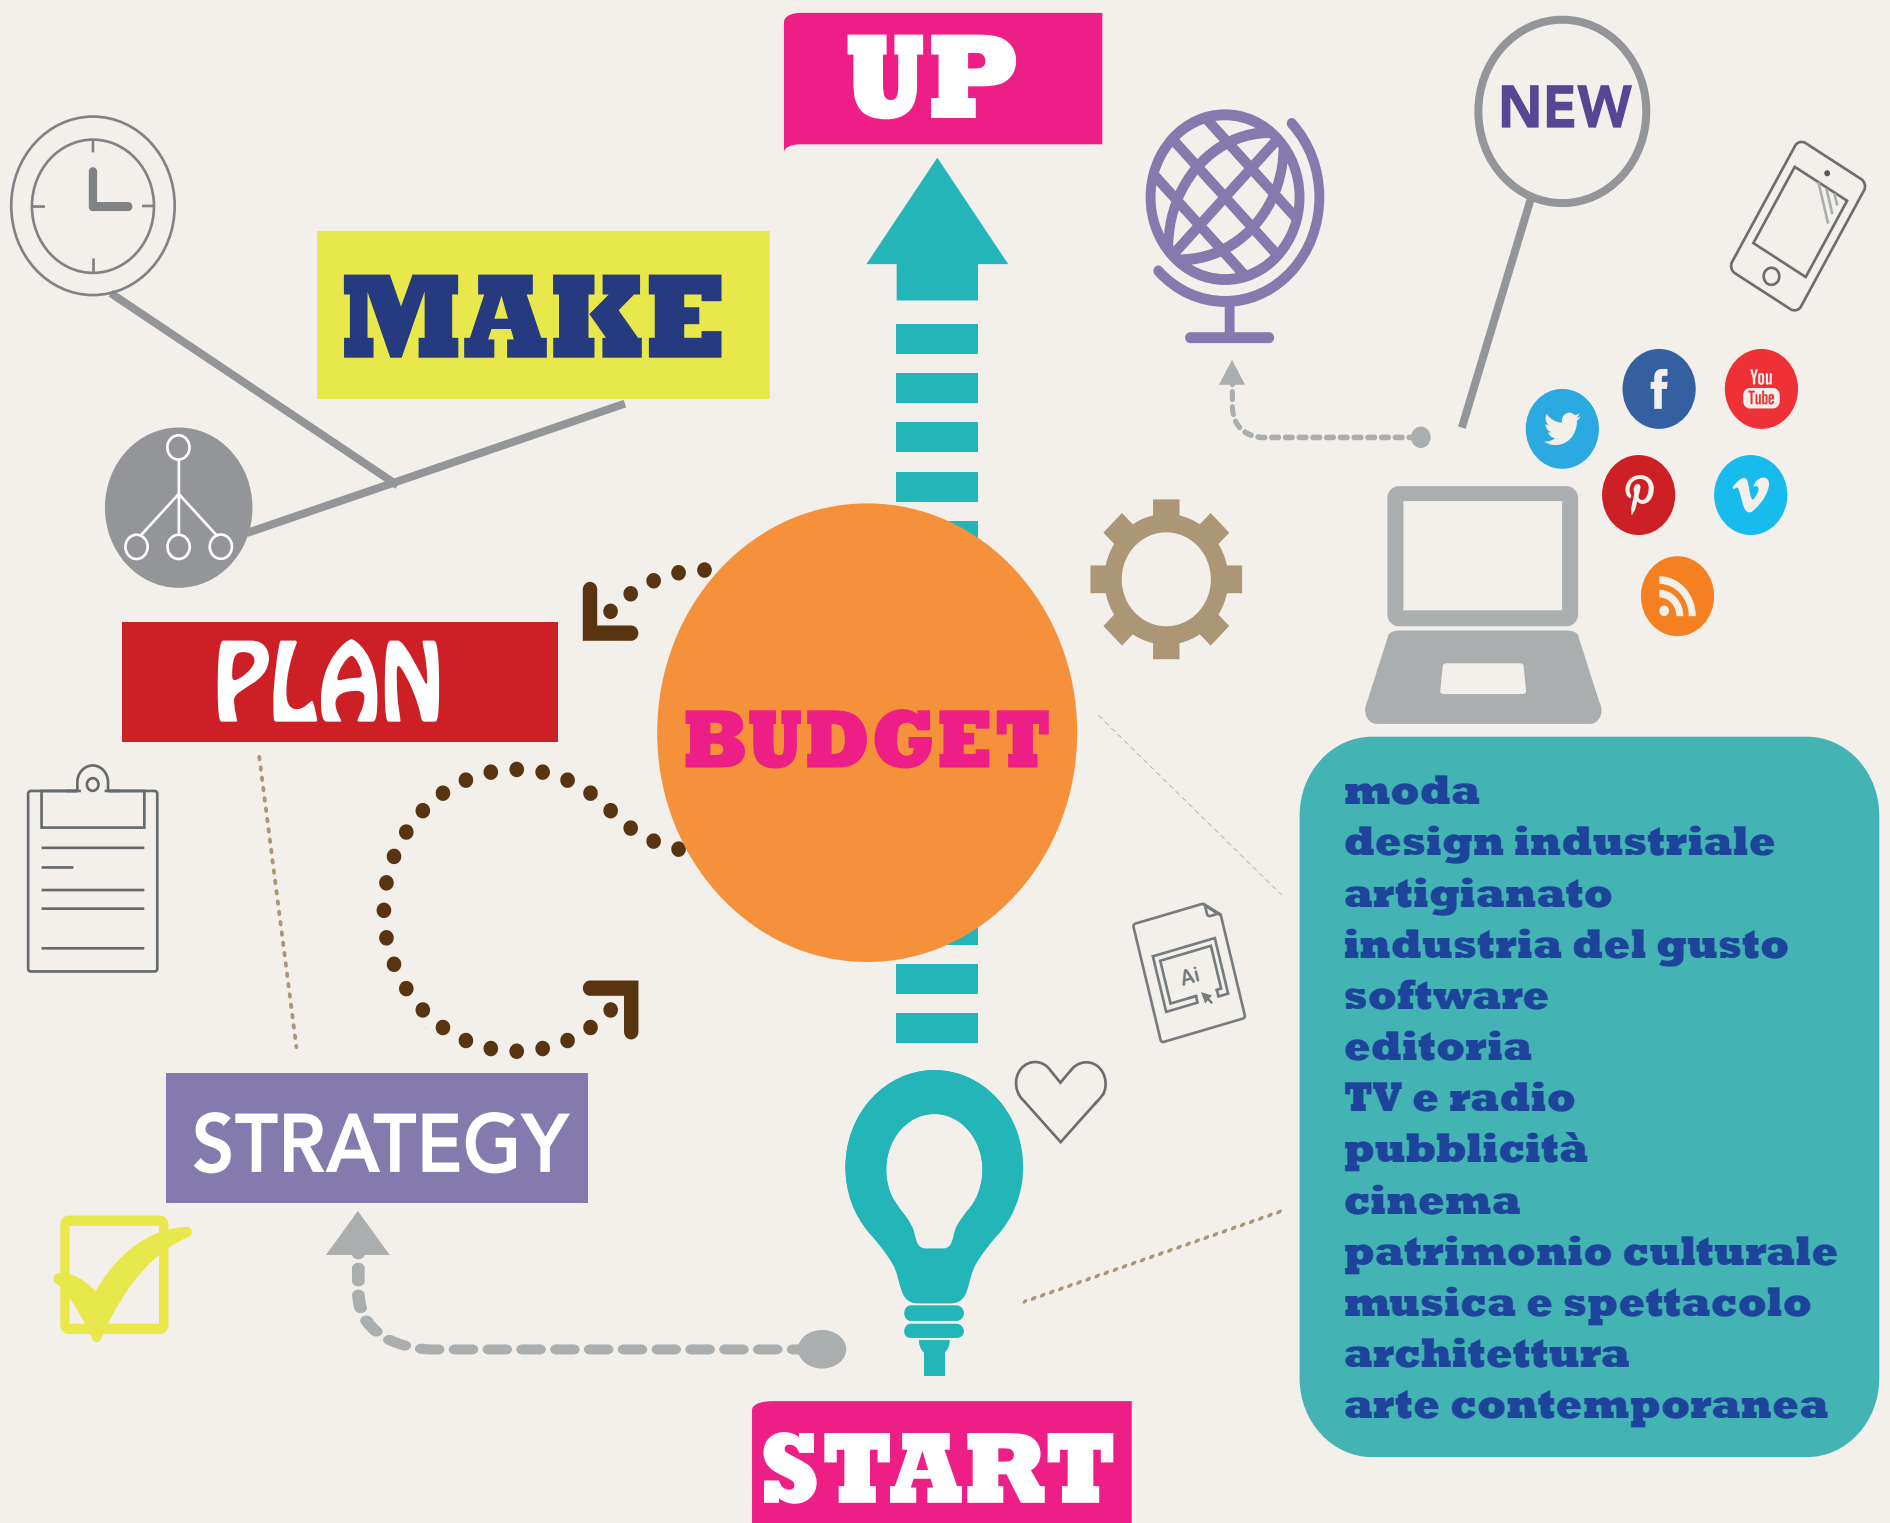 UP
NEW
MAKE
You
Tube
PLAN
BUDGET
moda
design industriale
artigianato
industria del gusto
software
editoria
TV e radio
pubblicità
cinema
patrimonio culturale
musica e spettacolo
architettura
arte contemporanea
Ai
STRATEGY
START